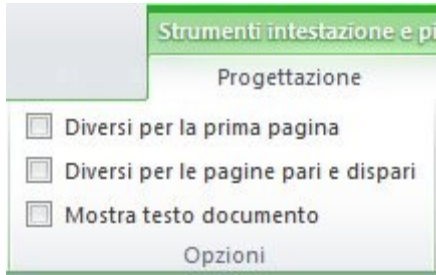 Strumenti intestazione e
Progettazione
Diversi per la prima pagina
Diversi per le pagine pari e dispari
Mostra testo documento
Opzioni